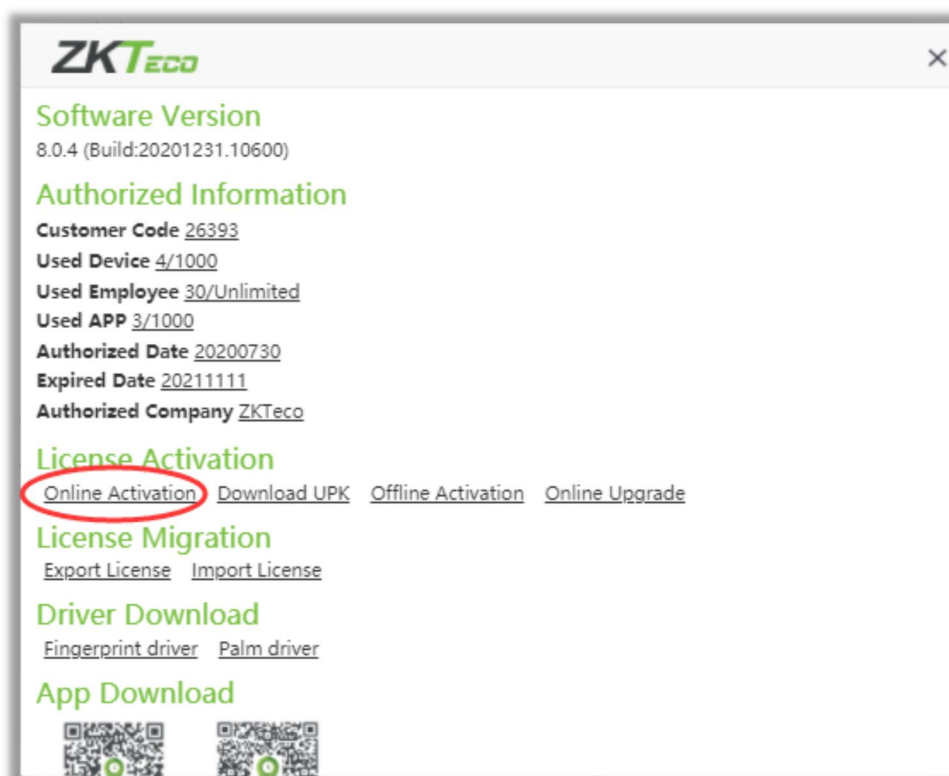 ZKTECO
Software Version
8.0.4 (Build:20201231.10600)
Authorized Information
Customer Code 26393
Used Device 4/1000
Used Employee 30/Unlimited
Used APP 3/1000
Authorized Date 20200730
Expired Date 20211111
Authorized Company ZKTeco
License Activation
Online Activation Download UPK Offline Activation Online Upgrade
License Migration
Export License Import License
Driver Download
Fingerprint driver Palm driver
App Download